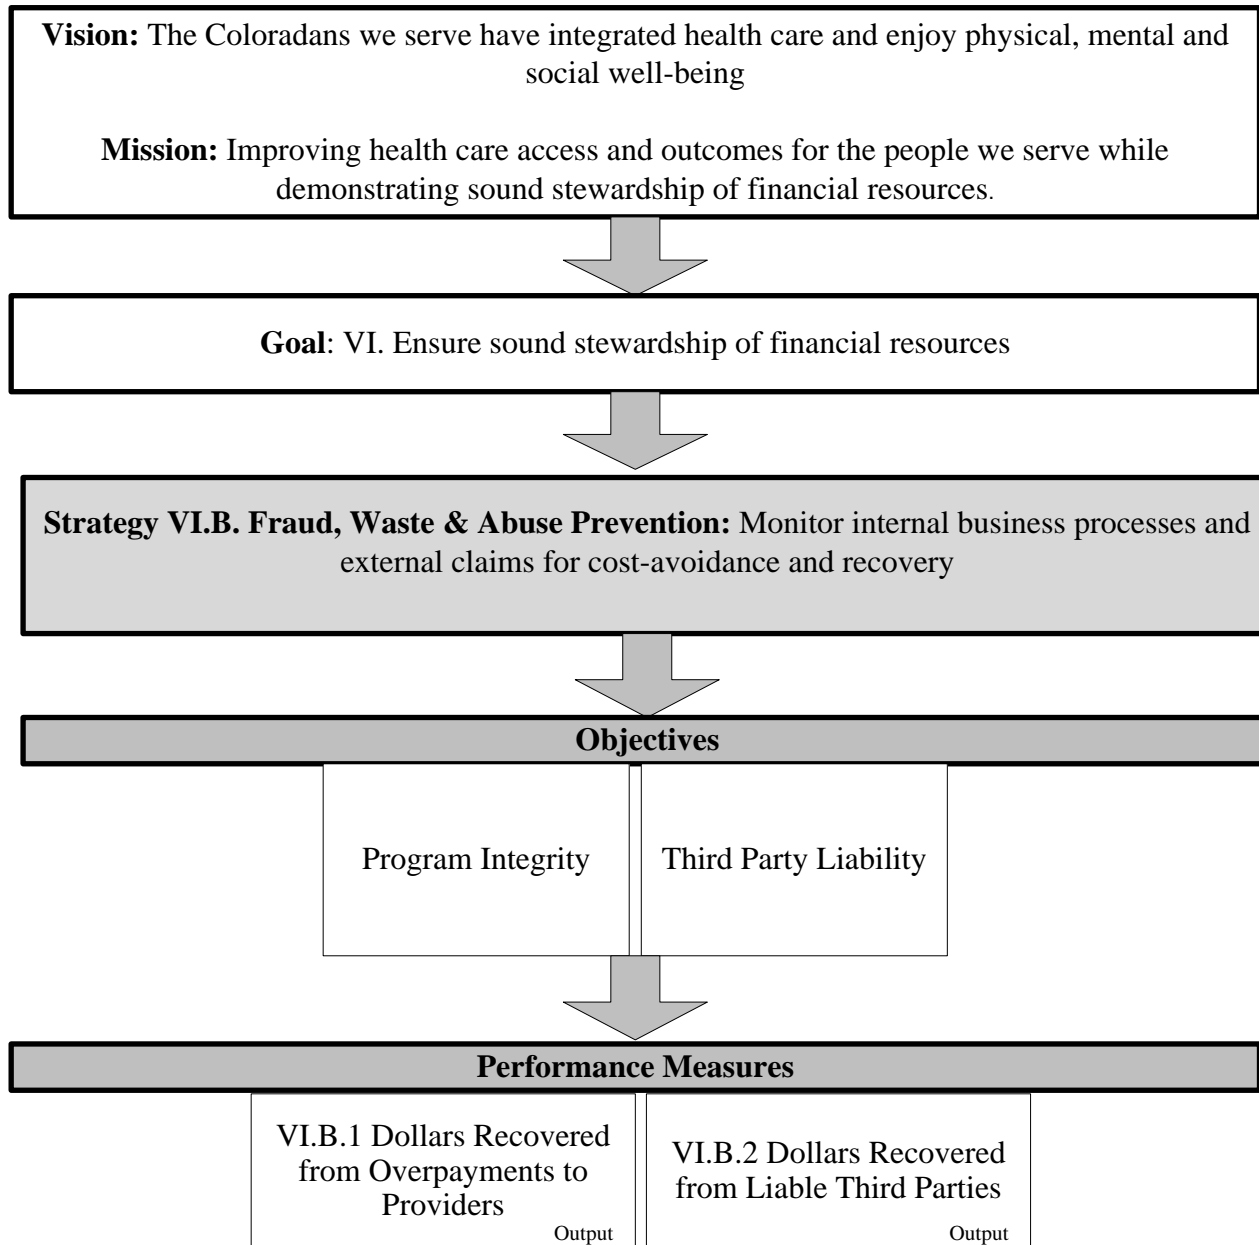 Vision: The Coloradans we serve have integrated health care and enjoy physical, mental and
social well-being
Mission: Improving health care access and outcomes for the people we serve while
demonstrating sound stewardship of financial resources.
Goal: VI. Ensure sound stewardship of financial resources
Strategy VI.B. Fraud, Waste & Abuse Prevention: Monitor internal business processes and
external claims for cost-avoidance and recovery
Objectives
Program Integrity
Third Party Liability
Performance Measures
VI.B.1 Dollars Recovered
from Overpayments to
Providers
Output
VI.B.2 Dollars Recovered
from Liable Third Parties
Output